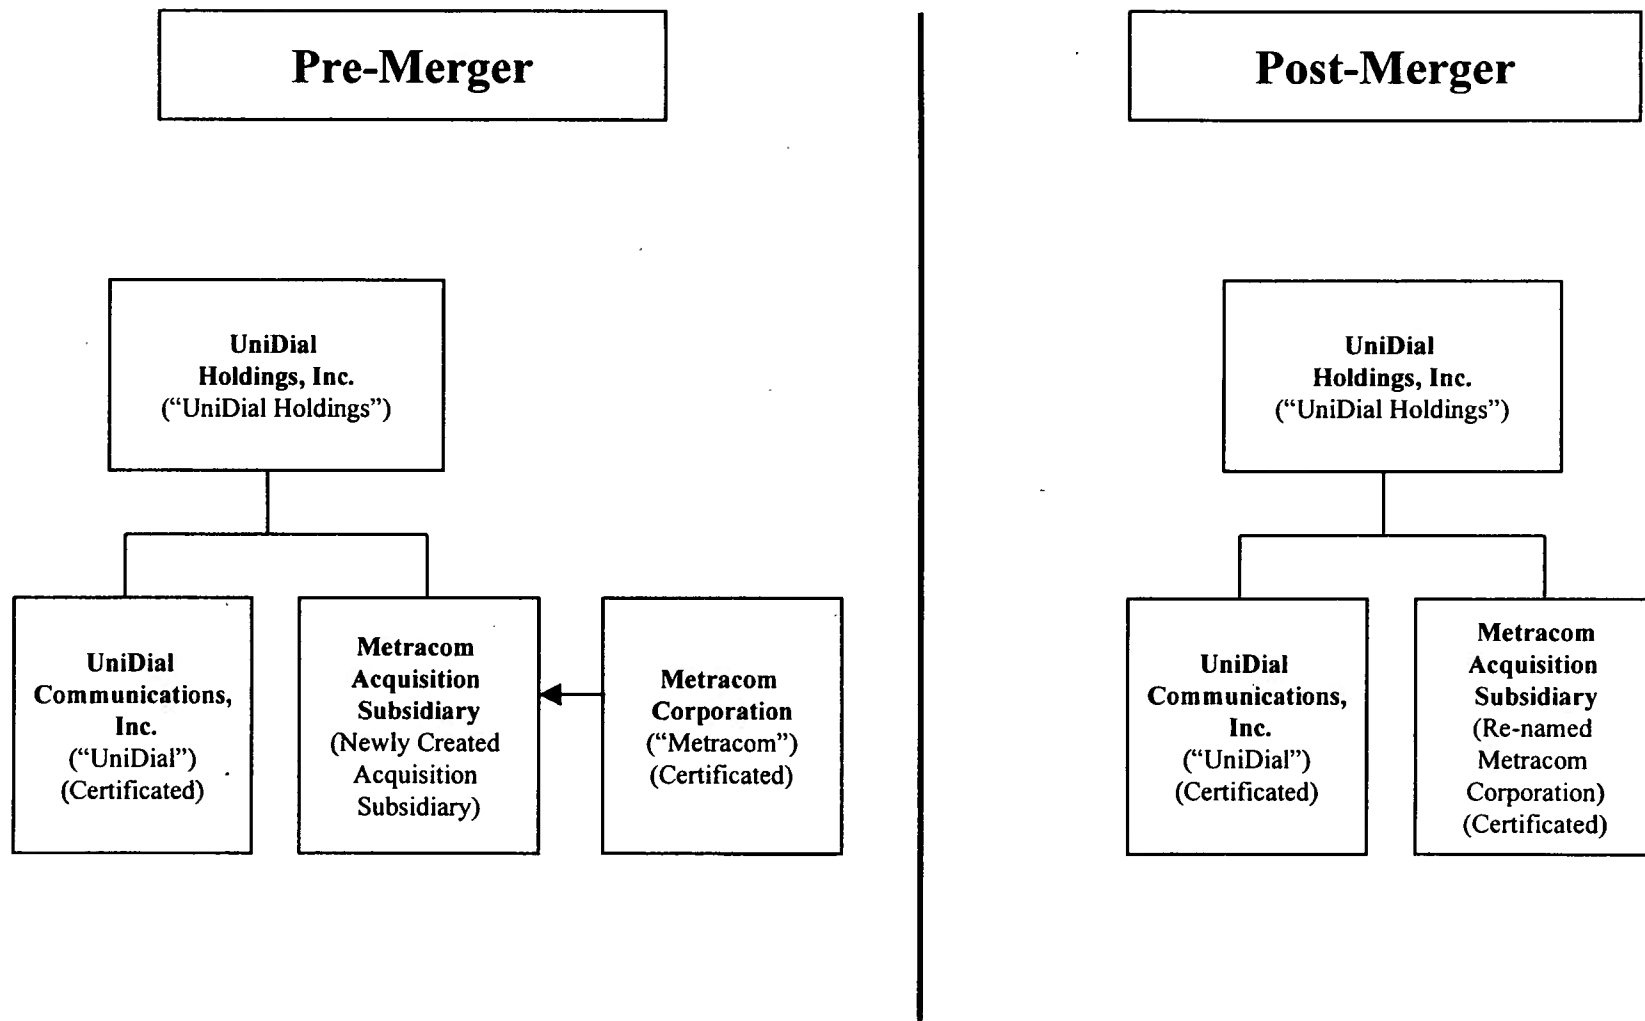 Pre-Merger
UniDial
Holdings, Inc.
(“UniDial Holdings”)
UniDial
Communications,
Inc.
(“UniDial”)
(Certificated)
Metracom
Acquisition
Subsidiary
(Newly Created
Acquisition
Subsidiary)
Metracom
Corporation
(“Metracom”)
(Certificated)
Post-Merger
UniDial
Holdings, Inc.
(“UniDial Holdings”)
UniDial
Communications,
Inc.
(“UniDial”)
(Certificated)
Metracom
Acquisition
Subsidiary
(Re-named
Metracom
Corporation)
(Certificated)